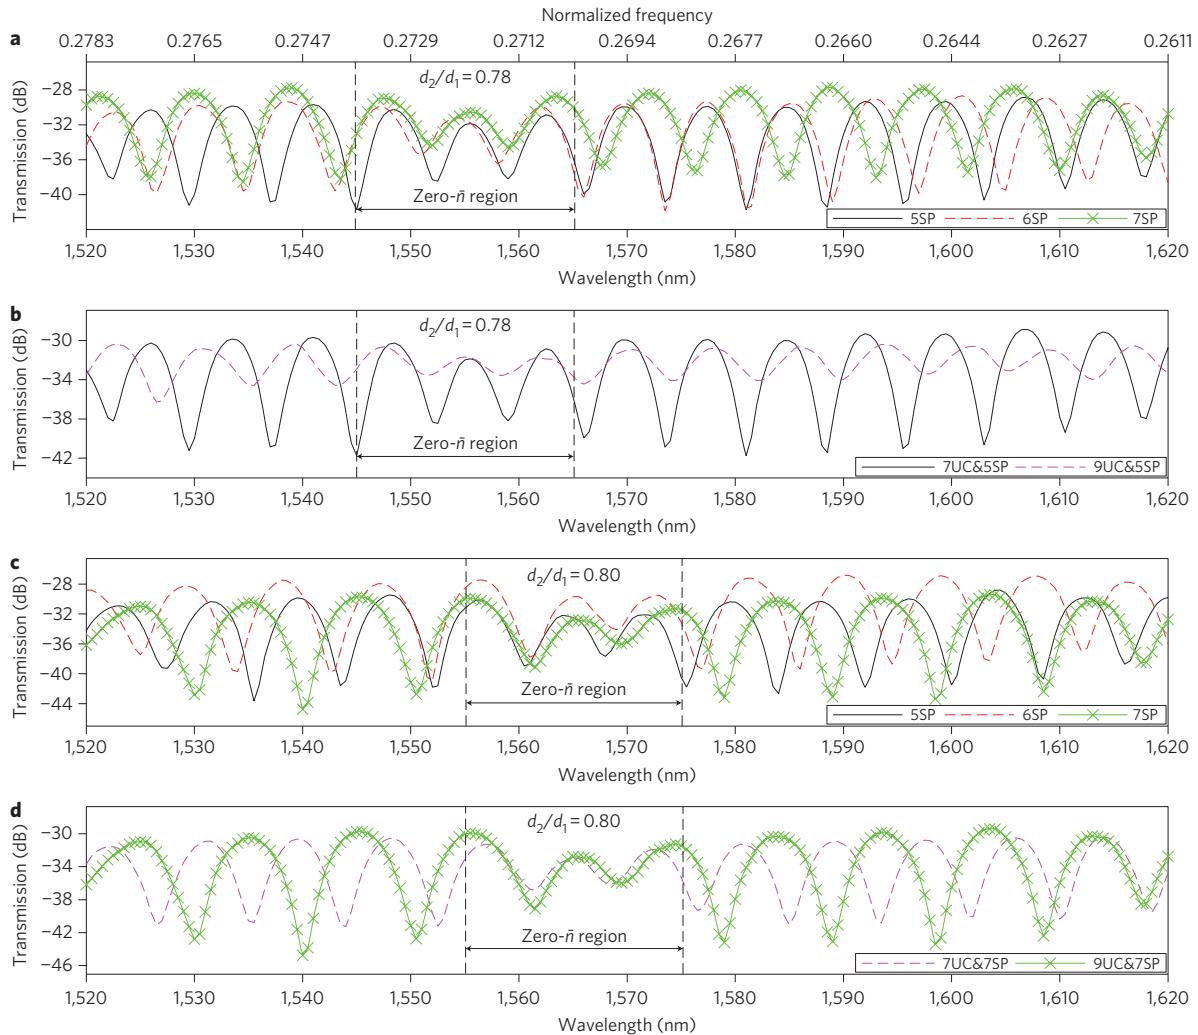 Normalized frequency
a
0.2783 0.2765 0.2747 0.2729 0.2712 0.2694 0.2677 0.2660 0.2644 0.2627 0.2611
d₂/d₁ = 0.78
Transmission (dB)
−28
−32
−36
−40
Zero-n̄ region
5SP 6SP 7SP
1,520 1,530 1,540 1,550 1,560 1,570 1,580 1,590 1,600 1,610 1,620
Wavelength (nm)
b
d₂/d₁ = 0.78
Transmission (dB)
−30
−34
−38
−42
Zero-n̄ region
7UC&5SP 9UC&5SP
1,520 1,530 1,540 1,550 1,560 1,570 1,580 1,590 1,600 1,610 1,620
Wavelength (nm)
c
d₂/d₁ = 0.80
Transmission (dB)
−28
−32
−36
−40
−44
Zero-n̄ region
5SP 6SP 7SP
1,520 1,530 1,540 1,550 1,560 1,570 1,580 1,590 1,600 1,610 1,620
Wavelength (nm)
d
d₂/d₁ = 0.80
Transmission (dB)
−30
−34
−38
−42
−46
Zero-n̄ region
7UC&7SP 9UC&7SP
1,520 1,530 1,540 1,550 1,560 1,570 1,580 1,590 1,600 1,610 1,620
Wavelength (nm)